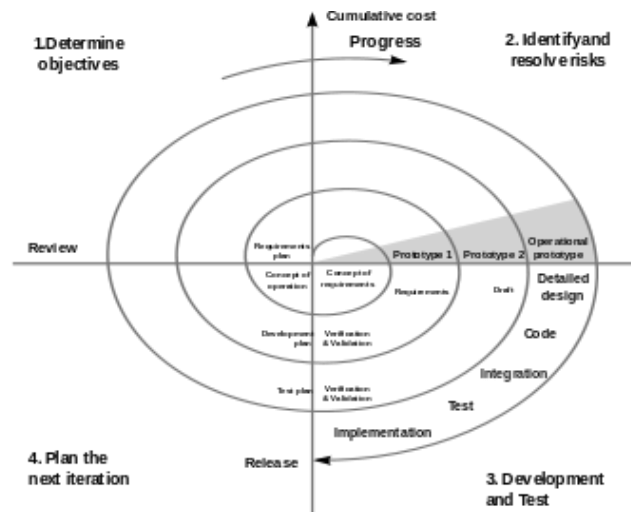 Cumulative cost
Progress
1.Determine
objectives
2. Identify and
resolve risks
Review
Requirements
plan
Prototype 1
Prototype 2
Operational
prototype
Concept of
operation
Concept of
requirements
Requirements
Draft
Detailed
design
Development
plan
Verification
& Validation
Code
Integration
Test plan
Verification
& Validation
Test
Implementation
4. Plan the
next iteration
Release
3. Development
and Test